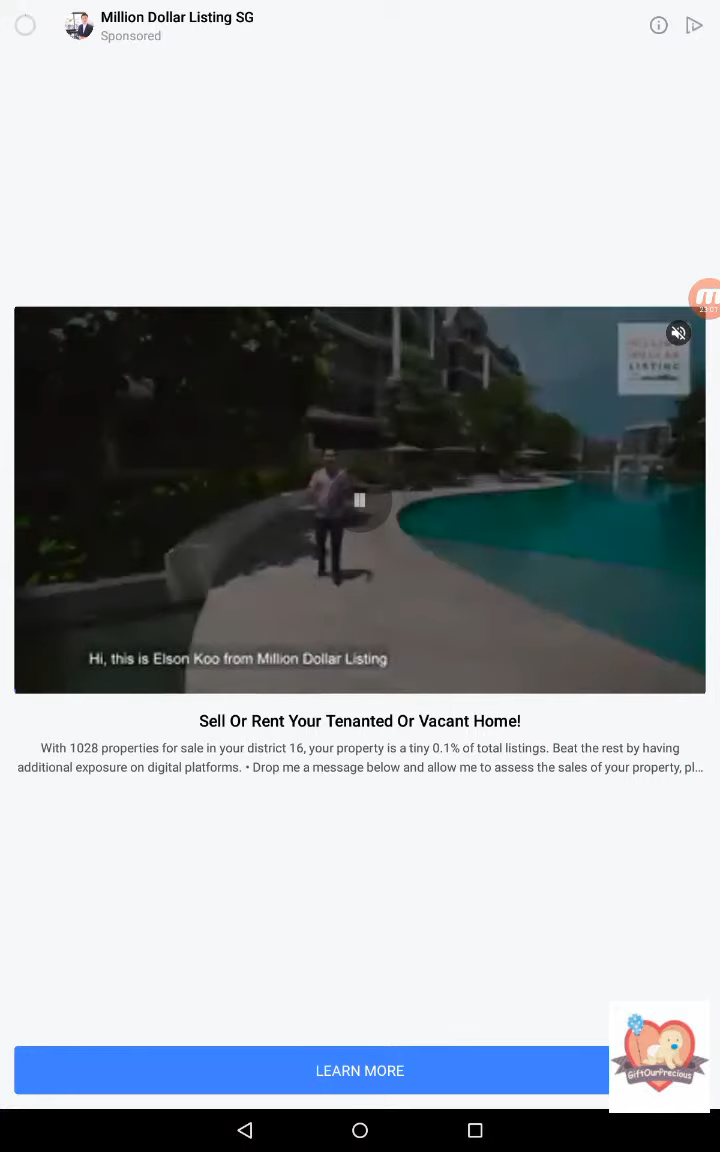 Million Dollar Listing SG
Sponsored
23:01
LISTING
Hi, this is Elson Koo from Million Dollar Listing
Sell Or Rent Your Tenanted Or Vacant Home!
With 1028 properties for sale in your district 16, your property is a tiny 0.1% of total listings. Beat the rest by having
additional exposure on digital platforms. • Drop me a message below and allow me to assess the sales of your property, pl...
LEARN MORE
GiftOurPrecious